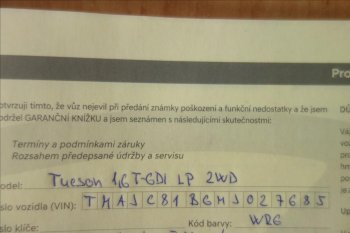 Pro
otvrzuji tímto, že vůz nejevil při předání známky poškození a funkční nedostatky a že jsem
obdržel GARANČNÍ KNÍŽKU a jsem seznámen s následujícími skutečnostmi:
Termíny a podmínkami záruky
Rozsahem předepsané údržby a servisu
odel: Tucson 1,6 T-GDI LP 2WD
íslo vozidla (VIN): TMAJC81BGMJ027685
Kód barvy: WRG
slo klíče: